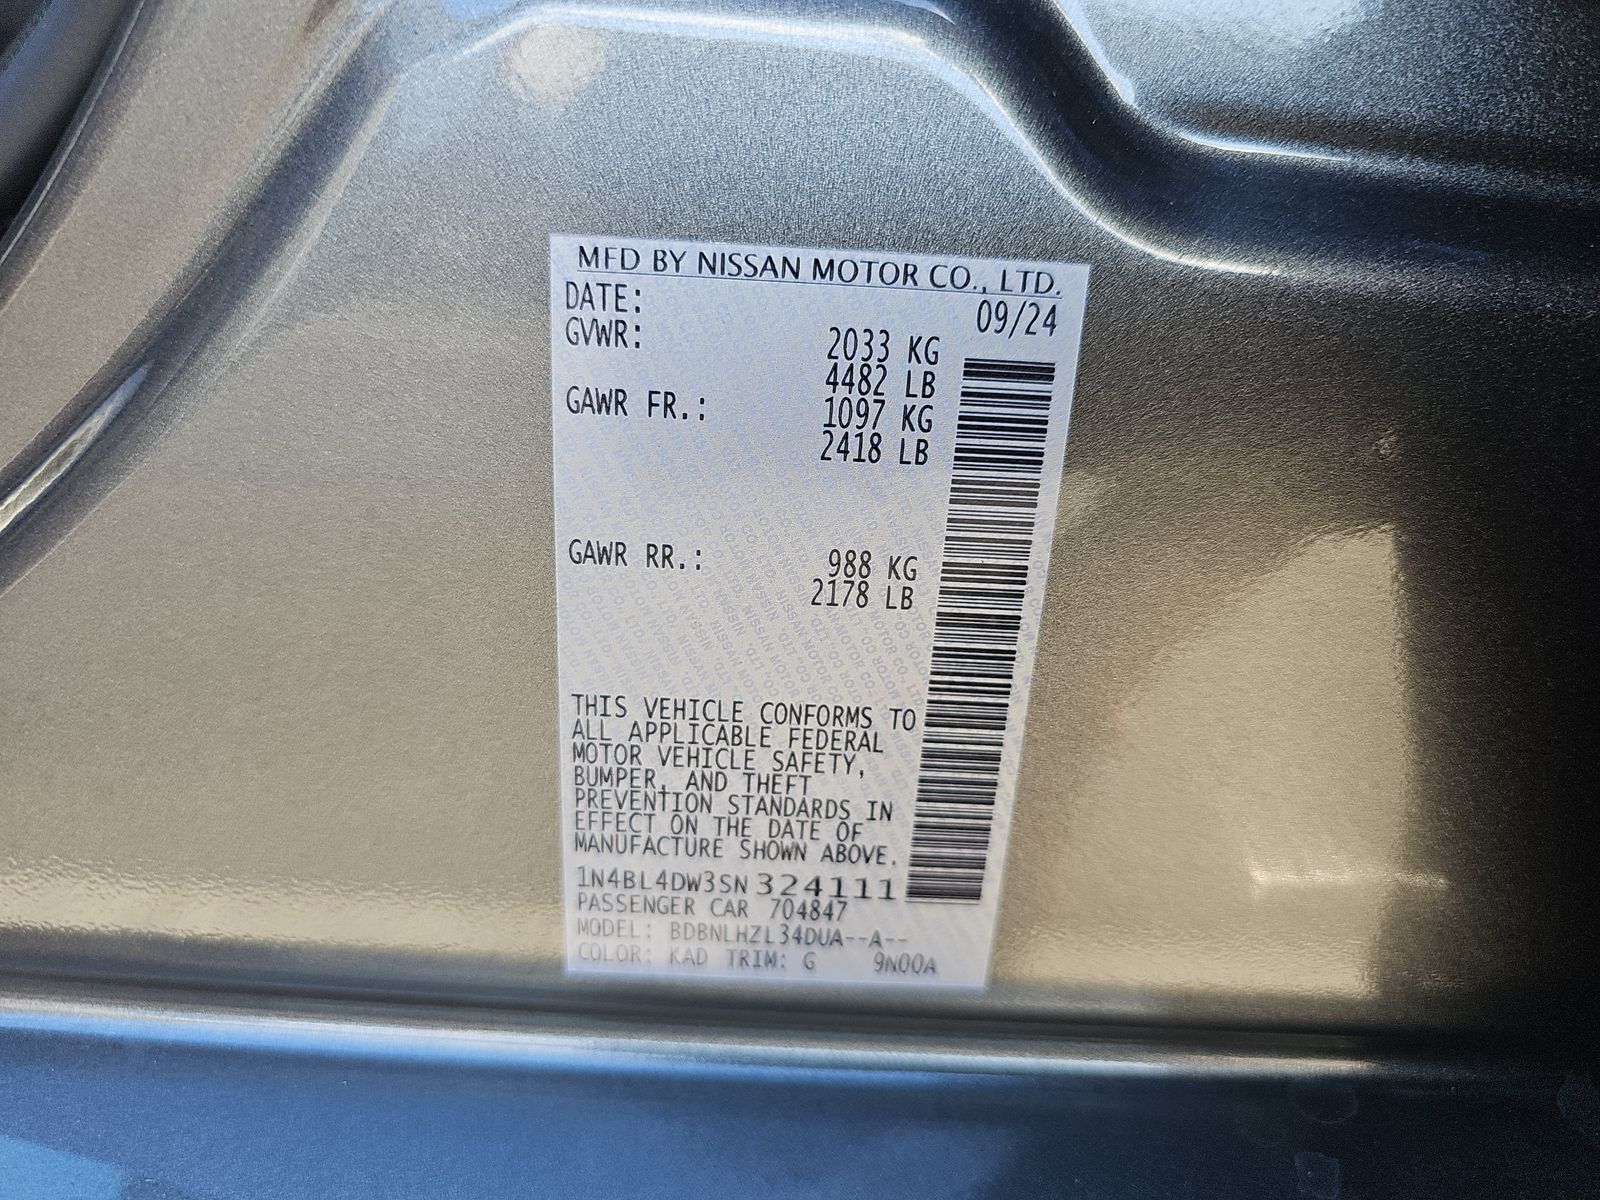 MFD BY NISSAN MOTOR CO., LTD.
DATE: 09/24
GVWR: 2033 KG
4482 LB
GAWR FR.: 1097 KG
2418 LB
GAWR RR.: 988 KG
2178 LB
THIS VEHICLE CONFORMS TO
ALL APPLICABLE FEDERAL
MOTOR VEHICLE SAFETY,
BUMPER, AND THEFT
PREVENTION STANDARDS IN
EFFECT ON THE DATE OF
MANUFACTURE SHOWN ABOVE.
1N4BL4DW3SN324111
PASSENGER CAR 704847
MODEL: BDBNLHZL34DUA--A--
COLOR: KAD TRIM: G 9N00A